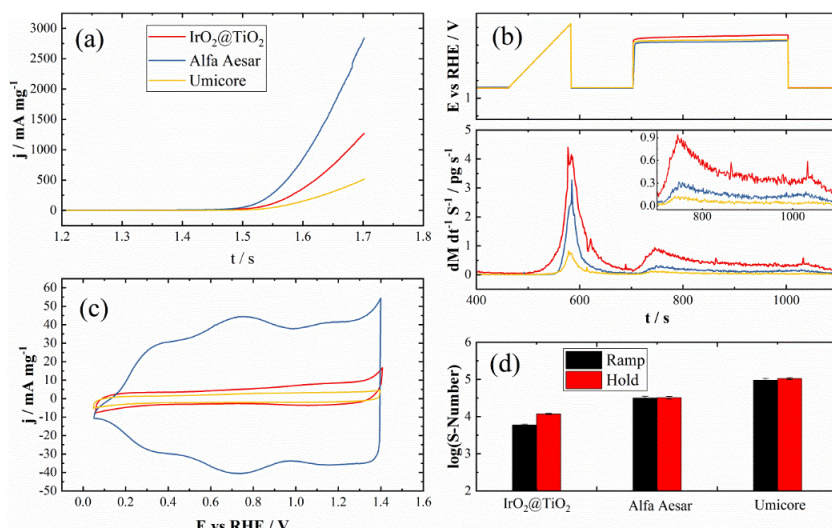 (a)
IrO₂@TiO₂
Alfa Aesar
Umicore
j / mA mg⁻¹
3000
2500
2000
1500
1000
500
0
1.2 1.3 1.4 1.5 1.6 1.7 1.8
t / s
(b)
E vs RHE / V
1
dM dt⁻¹ S⁻¹ / pg s⁻¹
5
4
3
2
1
0
0.9
0.6
0.3
0.0
800 1000
400 600 800 1000
t / s
(c)
j / mA mg⁻¹
60
50
40
30
20
10
0
-10
-20
-30
-40
-50
0.0 0.2 0.4 0.6 0.8 1.0 1.2 1.4 1.6
E vs RHE / V
(d)
Ramp
Hold
log(S-Number)
6
5
4
3
2
IrO₂@TiO₂ Alfa Aesar Umicore